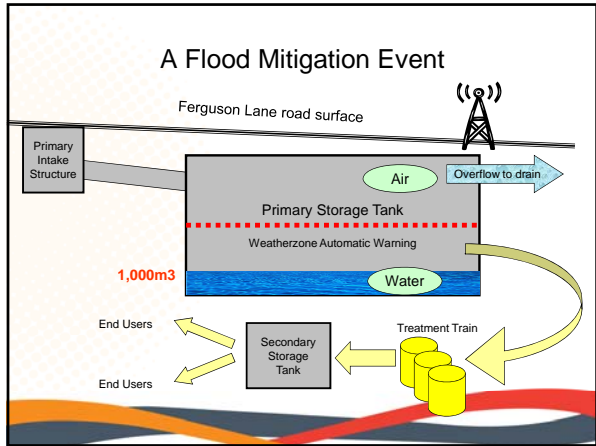 A Flood Mitigation Event
Ferguson Lane road surface
Primary
Intake
Structure
Air
Overflow to drain
Primary Storage Tank
Weatherzone Automatic Warning
1,000m3
Water
End Users
Treatment Train
Secondary
Storage
Tank
End Users